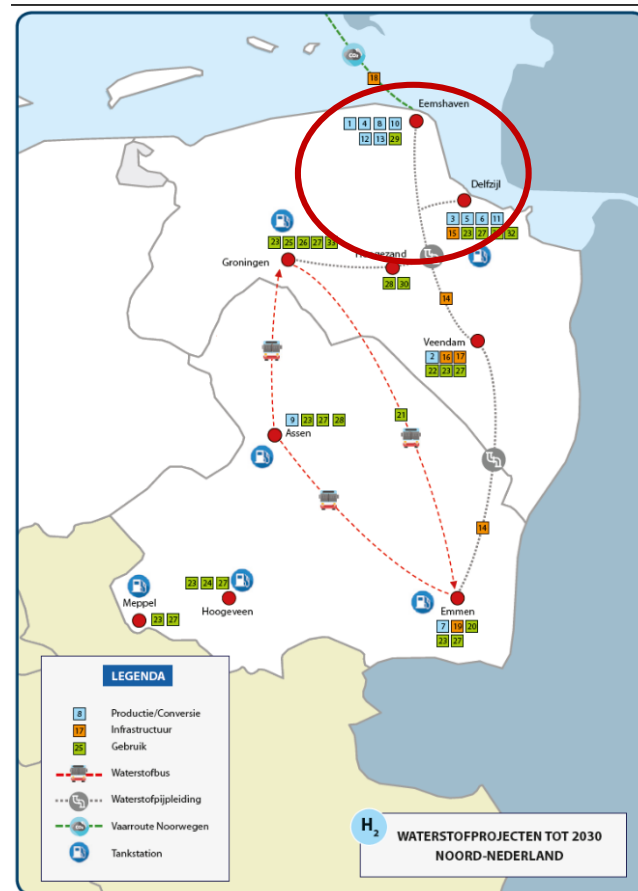 18
Eemshaven
1 4 8 10
12 13 29
Delfzijl
3 5 6 11
15 23 27 32
23 25 26 27 33
Groningen
28 30
14
Veendam
2 16 17
22 23 27
21
9 23 27 28
Assen
14
23 24 27
Meppel
23 27
Hoogeveen
Emmen
7 19 20
23 27
LEGENDA
8 Productie/Conversie
17 Infrastructuur
25 Gebruik
Waterstofbus
Waterstofpijpleiding
Vaarroute Noorwegen
Tankstation
H2
WATERSTOFPROJECTEN TOT 2030
NOORD-NEDERLAND